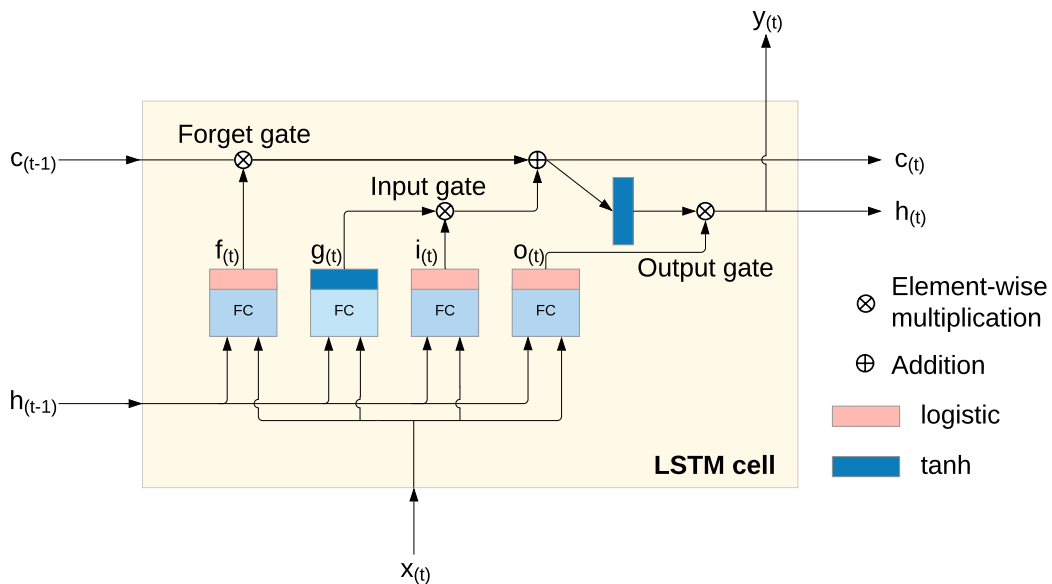 y(t)
Forget gate
c(t-1)
c(t)
Input gate
h(t)
f(t)
g(t)
i(t)
o(t)
Output gate
FC
FC
FC
FC
Element-wise
multiplication
Addition
h(t-1)
logistic
LSTM cell
tanh
x(t)